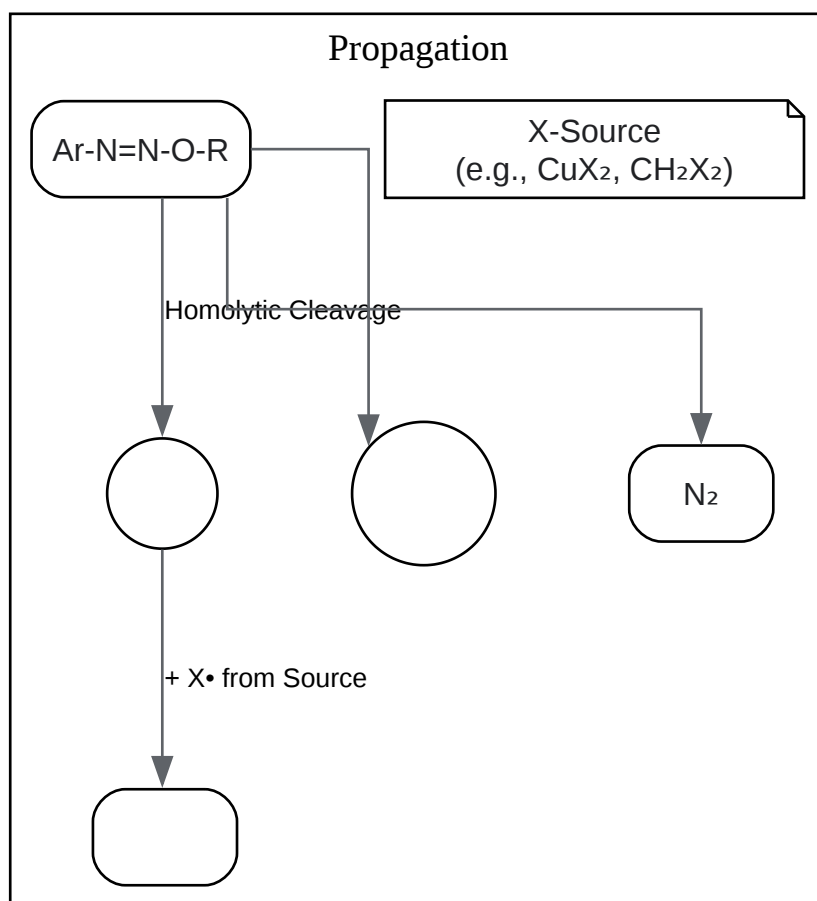 Propagation
Ar-N=N-O-R
X-Source
(e.g., CuX₂, CH₂X₂)
Homolytic Cleavage
N₂
+ X• from Source